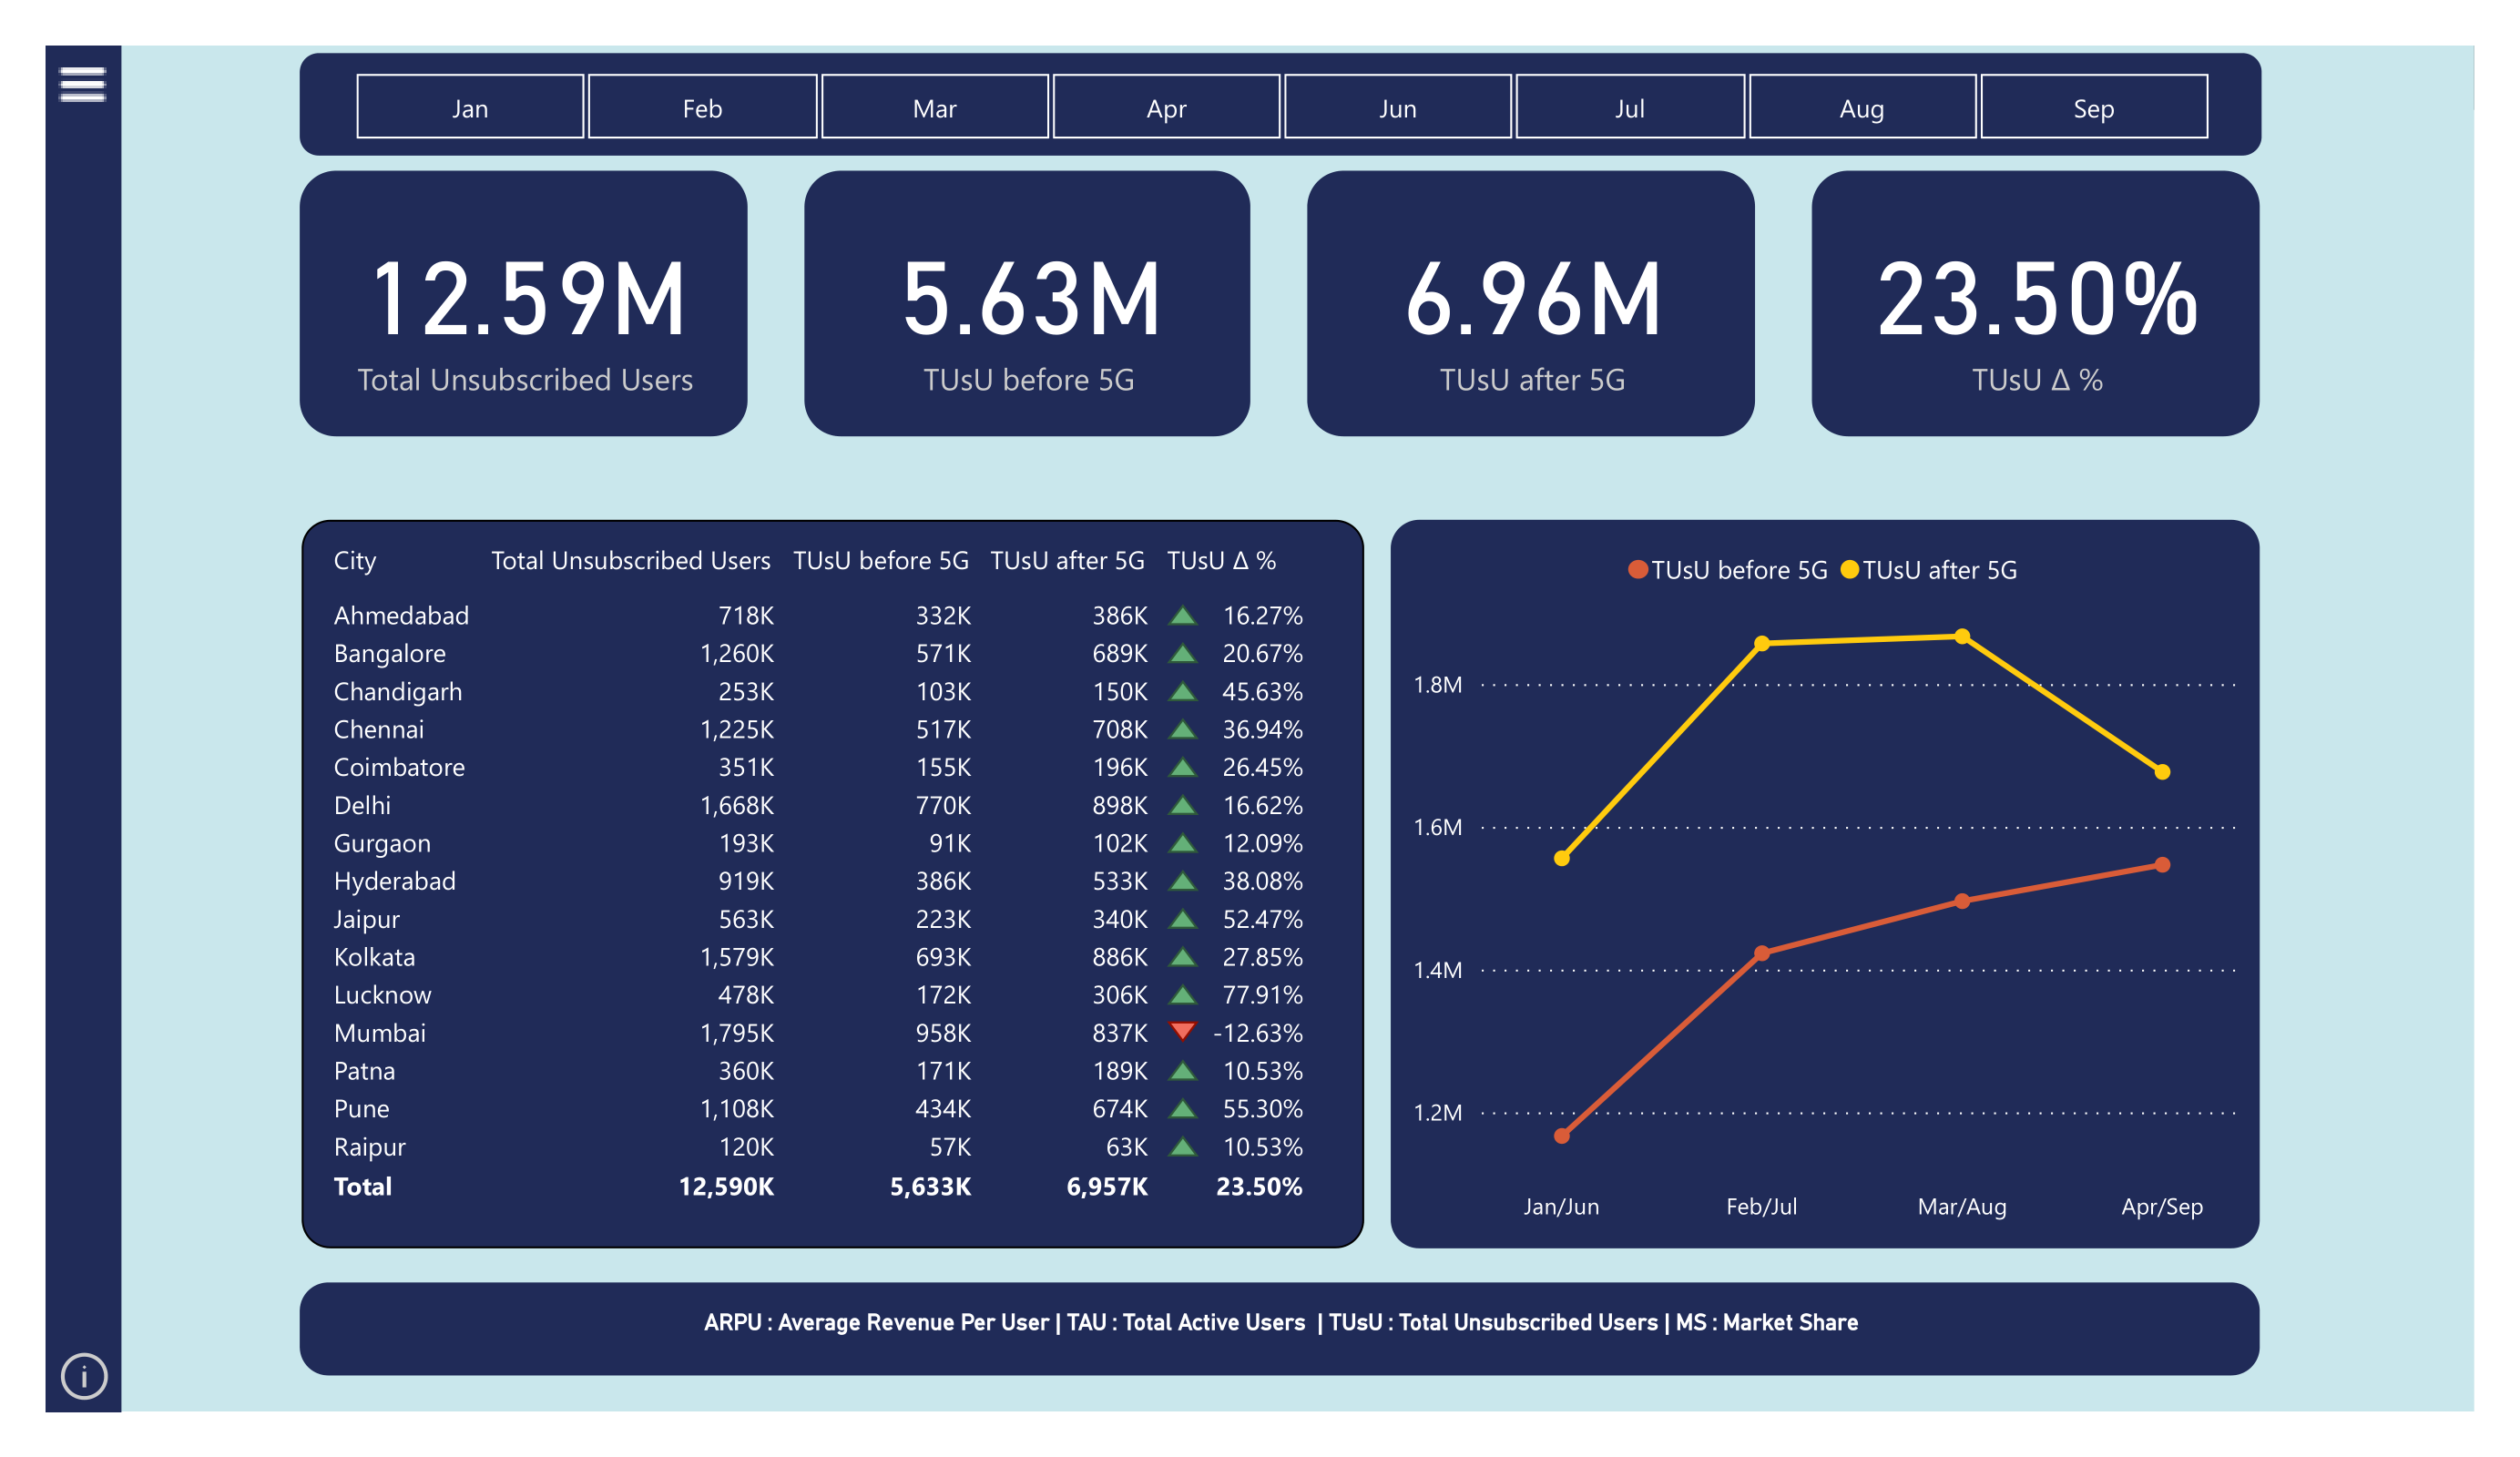 Jan Feb Mar Apr Jun Jul Aug Sep
12.59M 5.63M 6.96M 23.50%
Total Unsubscribed Users TUsU before 5G TUsU after 5G TUsU Δ %
City Total Unsubscribed Users TUsU before 5G TUsU after 5G TUsU Δ %
Ahmedabad 718K 332K 386K 16.27%
Bangalore 1,260K 571K 689K 20.67%
Chandigarh 253K 103K 150K 45.63%
Chennai 1,225K 517K 708K 36.94%
Coimbatore 351K 155K 196K 26.45%
Delhi 1,668K 770K 898K 16.62%
Gurgaon 193K 91K 102K 12.09%
Hyderabad 919K 386K 533K 38.08%
Jaipur 563K 223K 340K 52.47%
Kolkata 1,579K 693K 886K 27.85%
Lucknow 478K 172K 306K 77.91%
Mumbai 1,795K 958K 837K -12.63%
Patna 360K 171K 189K 10.53%
Pune 1,108K 434K 674K 55.30%
Raipur 120K 57K 63K 10.53%
Total 12,590K 5,633K 6,957K 23.50%
TUsU before 5G TUsU after 5G
1.8M
1.6M
1.4M
1.2M
Jan/Jun Feb/Jul Mar/Aug Apr/Sep
ARPU : Average Revenue Per User | TAU : Total Active Users | TUsU : Total Unsubscribed Users | MS : Market Share
i